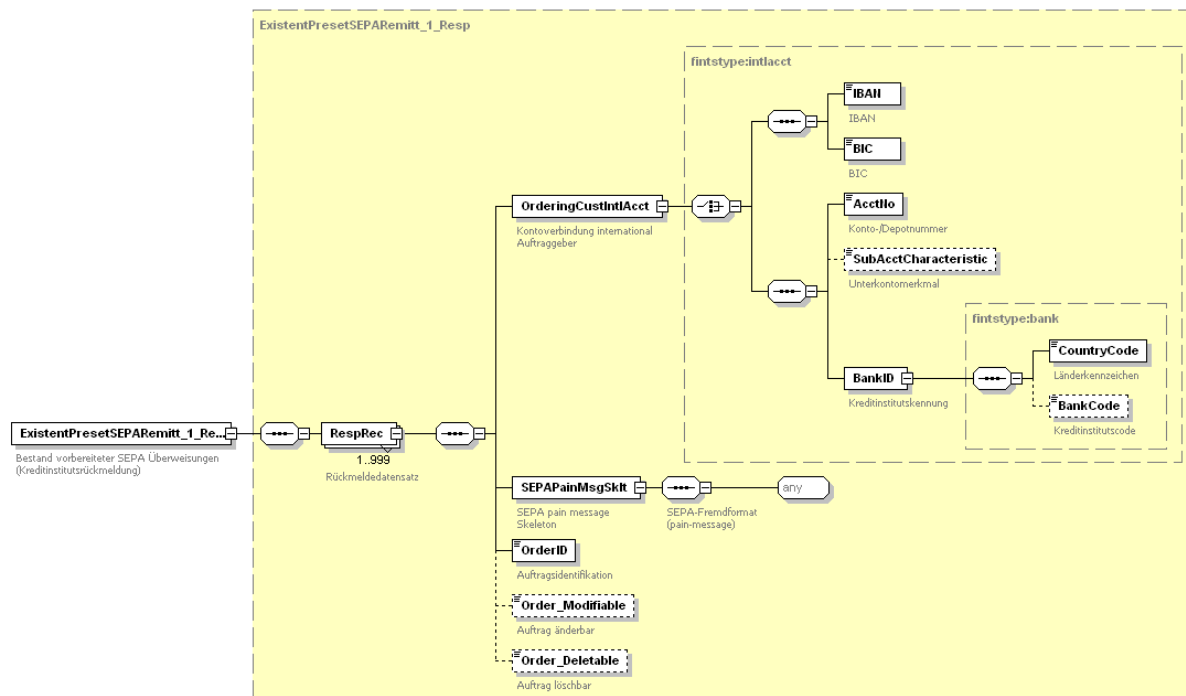 ExistentPresetSEPARemitt_1_Resp
fintstype:intlacct
IBAN
IBAN
BIC
BIC
OrderingCustIntlAcct
Kontoverbindung international
Auftraggeber
AcctNo
Konto-/Depotnummer
SubAcctCharacteristic
Unterkontomerkmal
fintstype:bank
CountryCode
Länderkennzeichen
BankID
Kreditinstitutskennung
BankCode
Kreditinstitutscode
ExistentPresetSEPARemitt_1_Re...
Bestand vorbereiteter SEPA Überweisungen
(Kreditinstitutsrückmeldung)
RespRec
1..999
Rückmeldedatensatz
SEPAPainMsgSklt
SEPA pain message
Skeleton
SEPA-Fremdformat
(pain-message)
any
OrderID
Auftragsidentifikation
Order_Modifiable
Auftrag änderbar
Order_Deletable
Auftrag löschbar